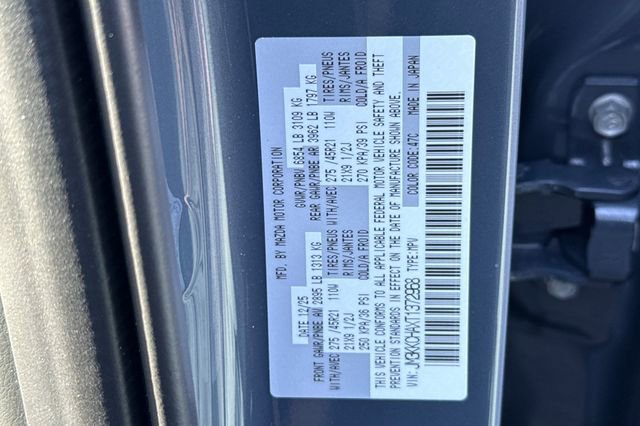 MFD. BY MAZDA MOTOR CORPORATION
DATE 12/25 GVWR/PNBV 6854 LB 3109 KG
FRONT GAWR/PNBE AV 2895 LB 1313 KG REAR GAWR/PNBE AR 3962 LB 1797 KG
WITH/AVEC 275 /45R21 110W TIRES/PNEUS WITH/AVEC 275 /45R21 110W TIRES/PNEUS
21X9 1/2J RIMS/JANTES 21X9 1/2J RIMS/JANTES
250 KPA/36 PSI COLD/A FROID 270 KPA/39 PSI COLD/A FROID
THIS VEHICLE CONFORMS TO ALL APPLICABLE FEDERAL MOTOR VEHICLE SAFETY AND THEFT
PREVENTION STANDARDS IN EFFECT ON THE DATE OF MANUFACTURE SHOWN ABOVE.
VIN: TYPE:MPV COLOR CODE:47C MADE IN JAPAN